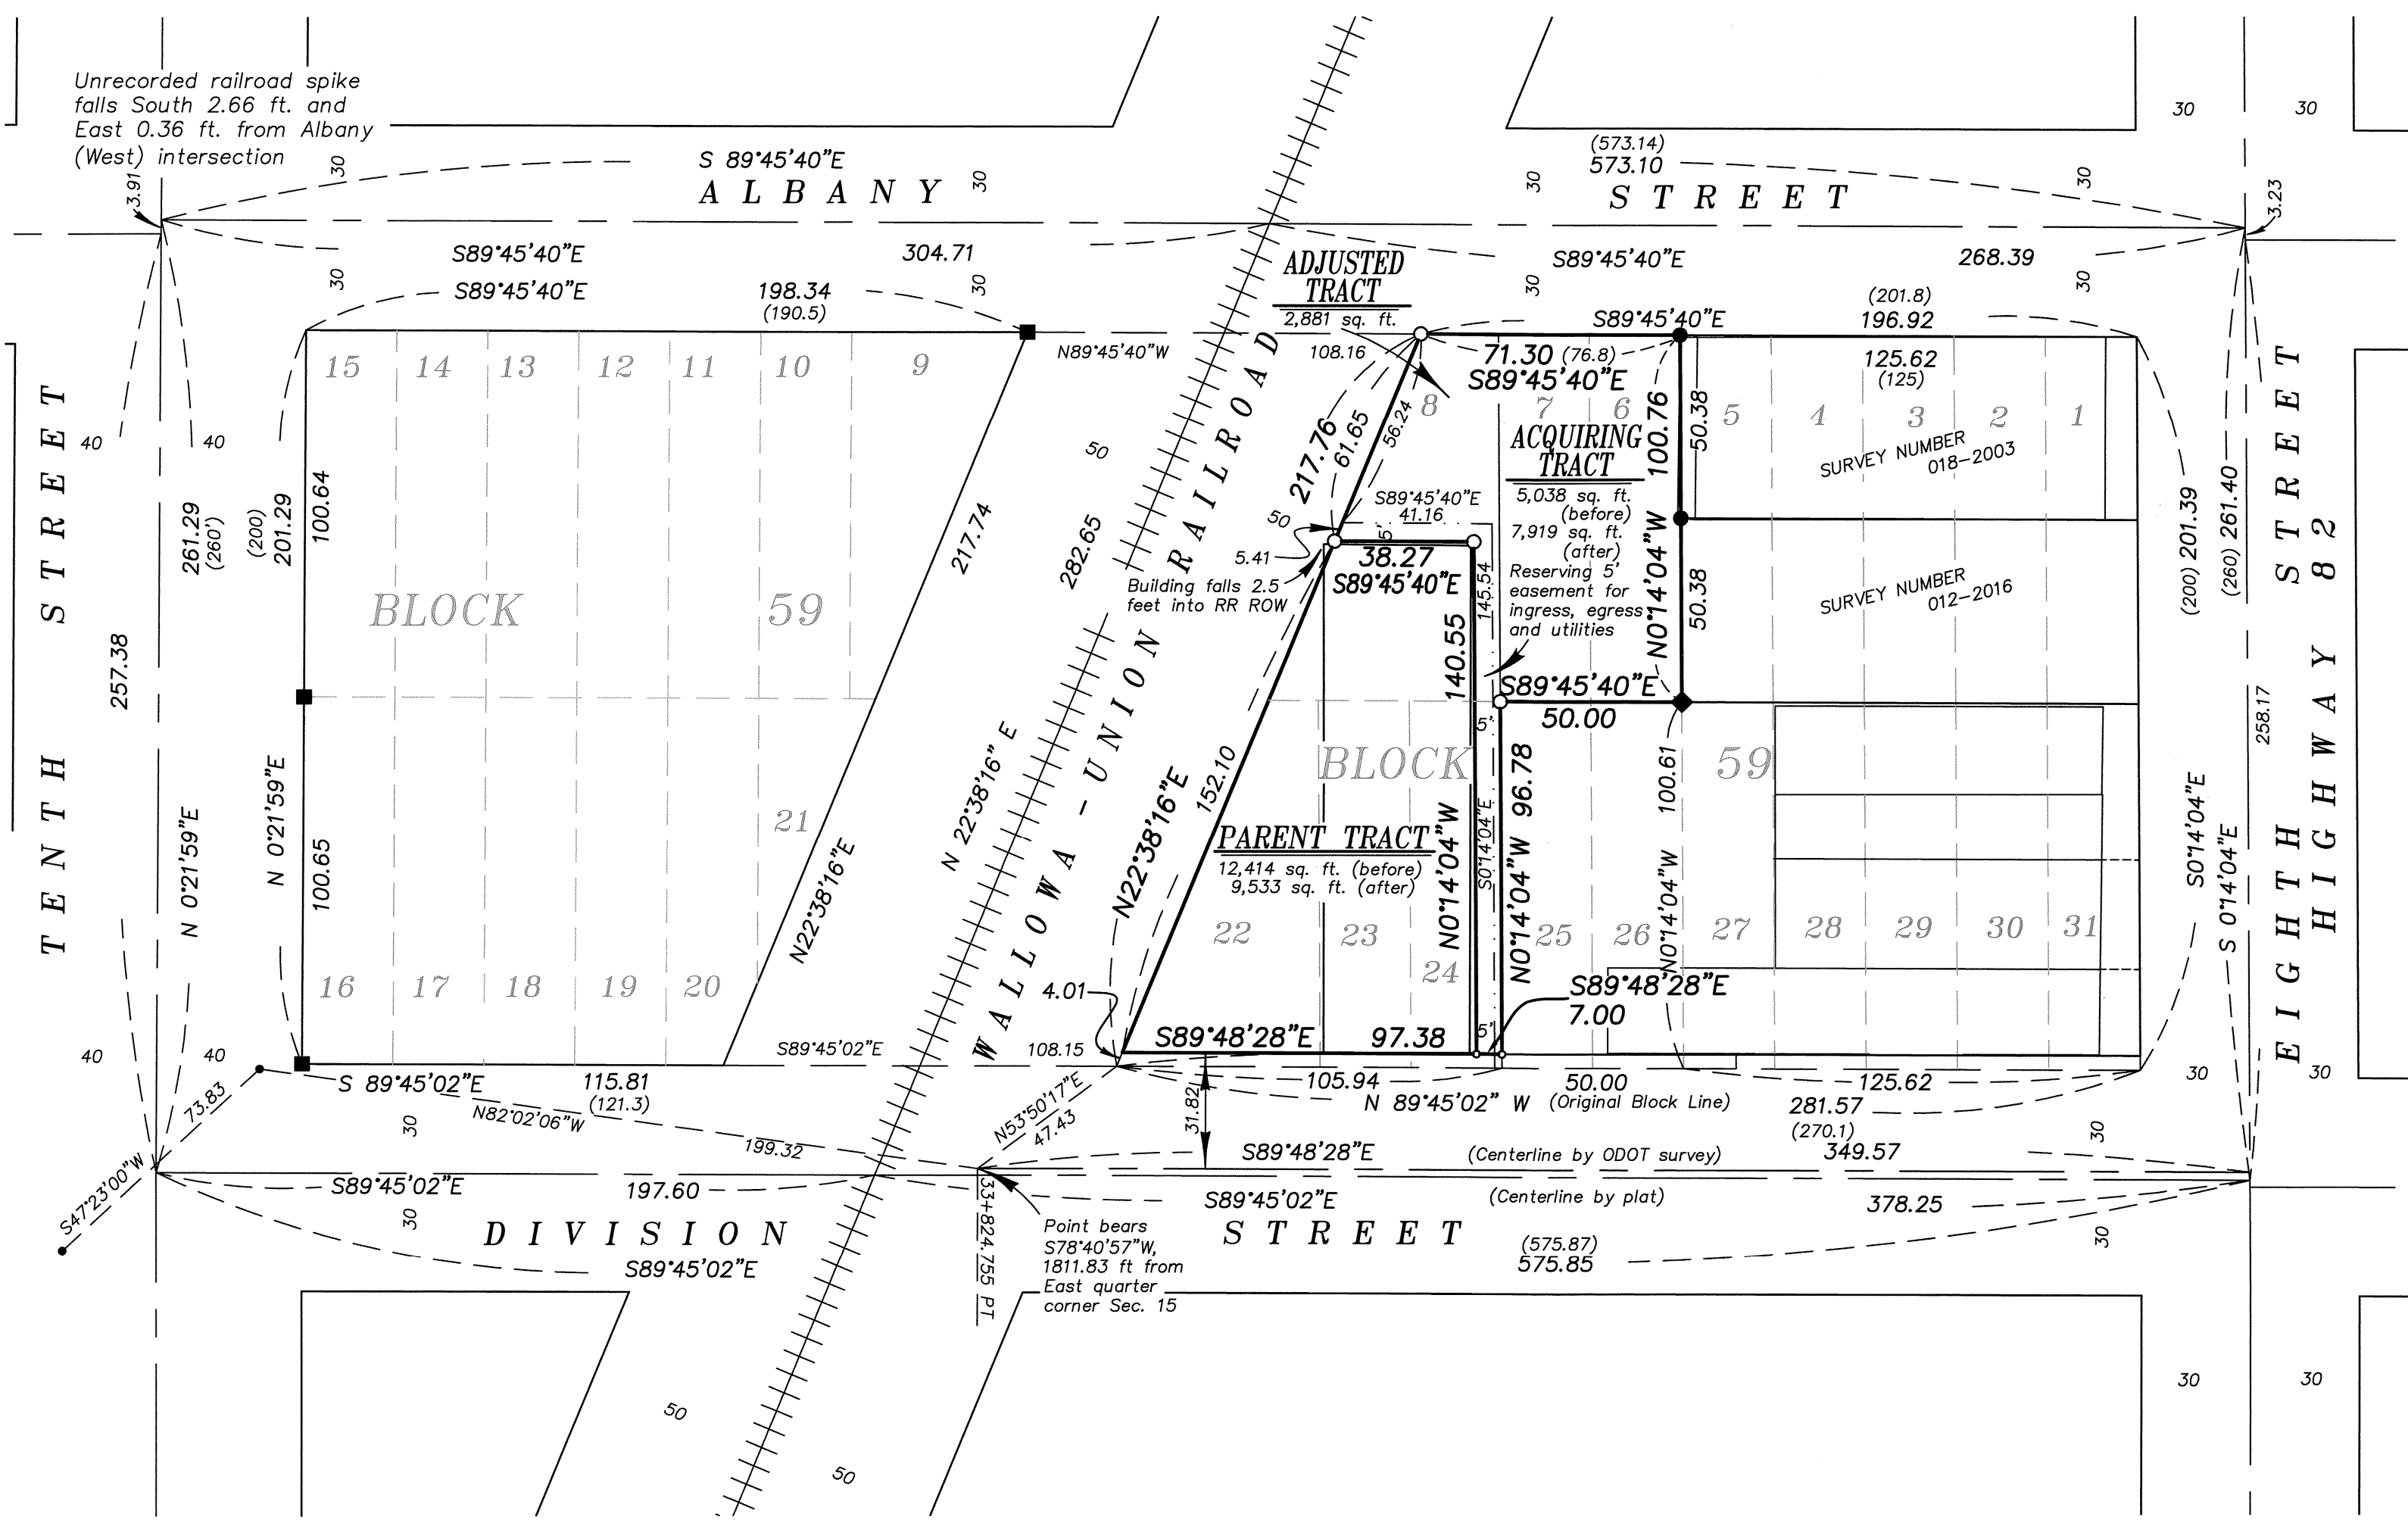 Unrecorded railroad spike
falls South 2.66 ft. and
East 0.36 ft. from Albany
(West) intersection
3.91
30
S 89°45'40"E
30
ALBANY STREET
30
(573.14)
573.10
30
30
30
3.23
S89°45'40"E
304.71
S89°45'40"E
268.39
30
S89°45'40"E
198.34
(190.5)
30
30
30
ADJUSTED
TRACT
2,881 sq. ft.
S89°45'40"E
(201.8)
196.92
N89°45'40"W
108.16
71.30 (76.8)
S89°45'40"E
125.62
(125)
15
14
13
12
11
10
9
8
7
6
5
4
3
2
1
TENTH STREET
40
40
261.29
(260')
(200)
201.29
100.64
257.38
BLOCK 59
217.74
50
282.65
WALLOWA-UNION RAILROAD
217.76
61.65
56.24
50
5.41
S89°45'40"E
41.16
5'
38.27
S89°45'40"E
Building falls 2.5
feet into RR ROW
ACQUIRING
TRACT
5,038 sq. ft.
(before)
7,919 sq. ft.
(after)
Reserving 5'
easement for
ingress, egress
and utilities
145.54
140.55
N0°14'04"W 100.76
50.38
50.38
SURVEY NUMBER
018-2003
SURVEY NUMBER
012-2016
(200) 201.39
(260) 261.40
258.17
EIGHTH STREET
HIGHWAY 82
S89°45'40"E
50.00
5'
BLOCK
59
N 22°38'16" E
N22°38'16"E
152.10
N22°38'16"E
PARENT TRACT
12,414 sq. ft. (before)
9,533 sq. ft. (after)
N0°14'04"W
S0°14'04"E
N0°14'04"W 96.78
N0°14'04"W 100.61
S0°14'04"E
S 0°14'04"E
N 0°21'59"E
N 0°21'59"E
100.65
21
22
23
24
25
26
27
28
29
30
31
16
17
18
19
20
40
40
4.01
S89°48'28"E
97.38
5'
S89°48'28"E
7.00
S89°45'02"E
108.15
73.83
S 89°45'02"E
115.81
(121.3)
105.94
50.00
125.62
30
30
N 89°45'02" W (Original Block Line)
281.57
(270.1)
30
N82°02'06"W
199.32
N53°50'17"E
47.43
31.82
30
S89°48'28"E
(Centerline by ODOT survey)
349.57
S47°23'00"W
S89°45'02"E
197.60
33+824.755 PT
S89°45'02"E
(Centerline by plat)
378.25
30
DIVISION STREET
30
S89°45'02"E
Point bears
S78°40'57"W,
1811.83 ft from
East quarter
corner Sec. 15
(575.87)
575.85
50
50
30
30